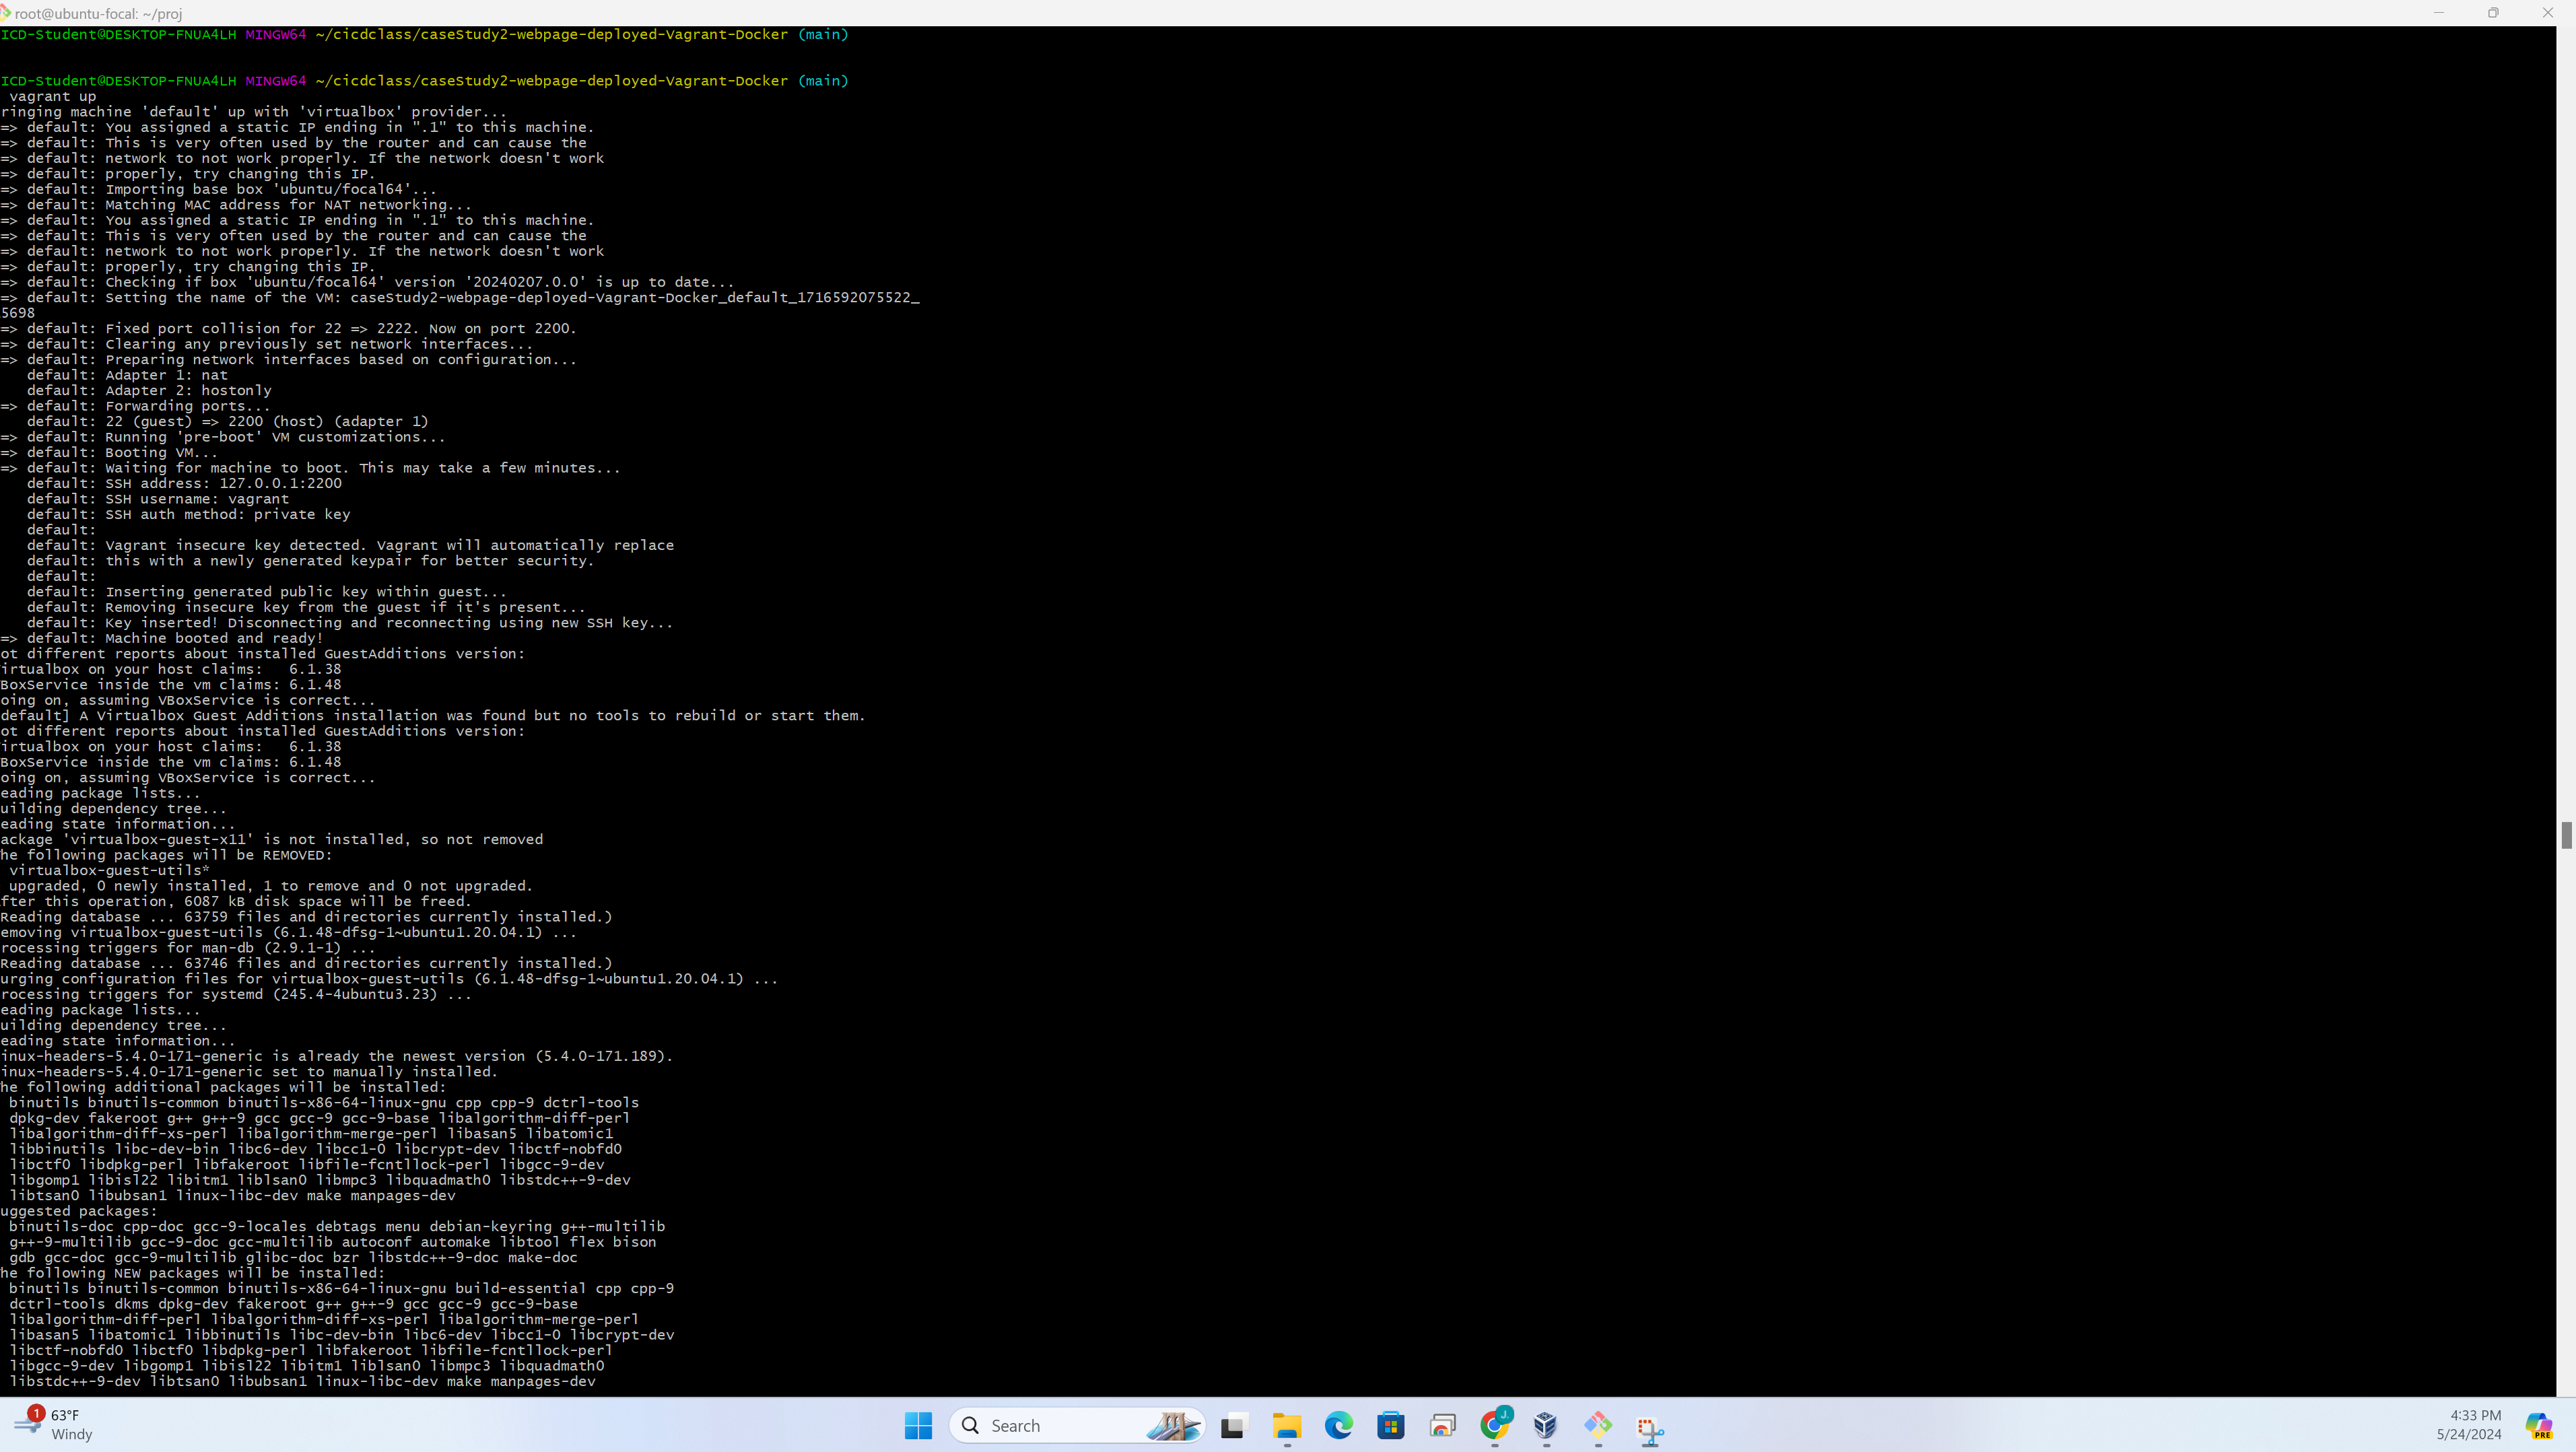 root@ubuntu-focal: ~/proj
ICD-Student@DESKTOP-FNUA4LH MINGW64 ~/cicdclass/caseStudy2-webpage-deployed-Vagrant-Docker (main)
ICD-Student@DESKTOP-FNUA4LH MINGW64 ~/cicdclass/caseStudy2-webpage-deployed-Vagrant-Docker (main)
vagrant up
ringing machine 'default' up with 'virtualbox' provider...
=> default: You assigned a static IP ending in ".1" to this machine.
=> default: This is very often used by the router and can cause the
=> default: network to not work properly. If the network doesn't work
=> default: properly, try changing this IP.
=> default: Importing base box 'ubuntu/focal64'...
=> default: Matching MAC address for NAT networking...
=> default: You assigned a static IP ending in ".1" to this machine.
=> default: This is very often used by the router and can cause the
=> default: network to not work properly. If the network doesn't work
=> default: properly, try changing this IP.
=> default: Checking if box 'ubuntu/focal64' version '20240207.0.0' is up to date...
=> default: Setting the name of the VM: caseStudy2-webpage-deployed-Vagrant-Docker_default_1716592075522_
5698
=> default: Fixed port collision for 22 => 2222. Now on port 2200.
=> default: Clearing any previously set network interfaces...
=> default: Preparing network interfaces based on configuration...
default: Adapter 1: nat
default: Adapter 2: hostonly
=> default: Forwarding ports...
default: 22 (guest) => 2200 (host) (adapter 1)
=> default: Running 'pre-boot' VM customizations...
=> default: Booting VM...
=> default: Waiting for machine to boot. This may take a few minutes...
default: SSH address: 127.0.0.1:2200
default: SSH username: vagrant
default: SSH auth method: private key
default:
default: Vagrant insecure key detected. Vagrant will automatically replace
default: this with a newly generated keypair for better security.
default:
default: Inserting generated public key within guest...
default: Removing insecure key from the guest if it's present...
default: Key inserted! Disconnecting and reconnecting using new SSH key...
=> default: Machine booted and ready!
ot different reports about installed GuestAdditions version:
irtualbox on your host claims:   6.1.38
BoxService inside the vm claims: 6.1.48
oing on, assuming VBoxService is correct...
default] A Virtualbox Guest Additions installation was found but no tools to rebuild or start them.
ot different reports about installed GuestAdditions version:
irtualbox on your host claims:   6.1.38
BoxService inside the vm claims: 6.1.48
oing on, assuming VBoxService is correct...
eading package lists...
uilding dependency tree...
eading state information...
ackage 'virtualbox-guest-x11' is not installed, so not removed
he following packages will be REMOVED:
virtualbox-guest-utils*
upgraded, 0 newly installed, 1 to remove and 0 not upgraded.
fter this operation, 6087 kB disk space will be freed.
Reading database ... 63759 files and directories currently installed.)
emoving virtualbox-guest-utils (6.1.48-dfsg-1~ubuntu1.20.04.1) ...
rocessing triggers for man-db (2.9.1-1) ...
Reading database ... 63746 files and directories currently installed.)
urging configuration files for virtualbox-guest-utils (6.1.48-dfsg-1~ubuntu1.20.04.1) ...
rocessing triggers for systemd (245.4-4ubuntu3.23) ...
eading package lists...
uilding dependency tree...
eading state information...
inux-headers-5.4.0-171-generic is already the newest version (5.4.0-171.189).
inux-headers-5.4.0-171-generic set to manually installed.
he following additional packages will be installed:
binutils binutils-common binutils-x86-64-linux-gnu cpp cpp-9 dctrl-tools
dpkg-dev fakeroot g++ g++-9 gcc gcc-9 gcc-9-base libalgorithm-diff-perl
libalgorithm-diff-xs-perl libalgorithm-merge-perl libasan5 libatomic1
libbinutils libc-dev-bin libc6-dev libcc1-0 libcrypt-dev libctf-nobfd0
libctf0 libdpkg-perl libfakeroot libfile-fcntllock-perl libgcc-9-dev
libgomp1 libisl22 libitm1 liblsan0 libmpc3 libquadmath0 libstdc++-9-dev
libtsan0 libubsan1 linux-libc-dev make manpages-dev
uggested packages:
binutils-doc cpp-doc gcc-9-locales debtags menu debian-keyring g++-multilib
g++-9-multilib gcc-9-doc gcc-multilib autoconf automake libtool flex bison
gdb gcc-doc gcc-9-multilib glibc-doc bzr libstdc++-9-doc make-doc
he following NEW packages will be installed:
binutils binutils-common binutils-x86-64-linux-gnu build-essential cpp cpp-9
dctrl-tools dkms dpkg-dev fakeroot g++ g++-9 gcc gcc-9 gcc-9-base
libalgorithm-diff-perl libalgorithm-diff-xs-perl libalgorithm-merge-perl
libasan5 libatomic1 libbinutils libc-dev-bin libc6-dev libcc1-0 libcrypt-dev
libctf-nobfd0 libctf0 libdpkg-perl libfakeroot libfile-fcntllock-perl
libgcc-9-dev libgomp1 libisl22 libitm1 liblsan0 libmpc3 libquadmath0
libstdc++-9-dev libtsan0 libubsan1 linux-libc-dev make manpages-dev
1
63°F
Windy
Search
J.
4:33 PM
5/24/2024
PRE